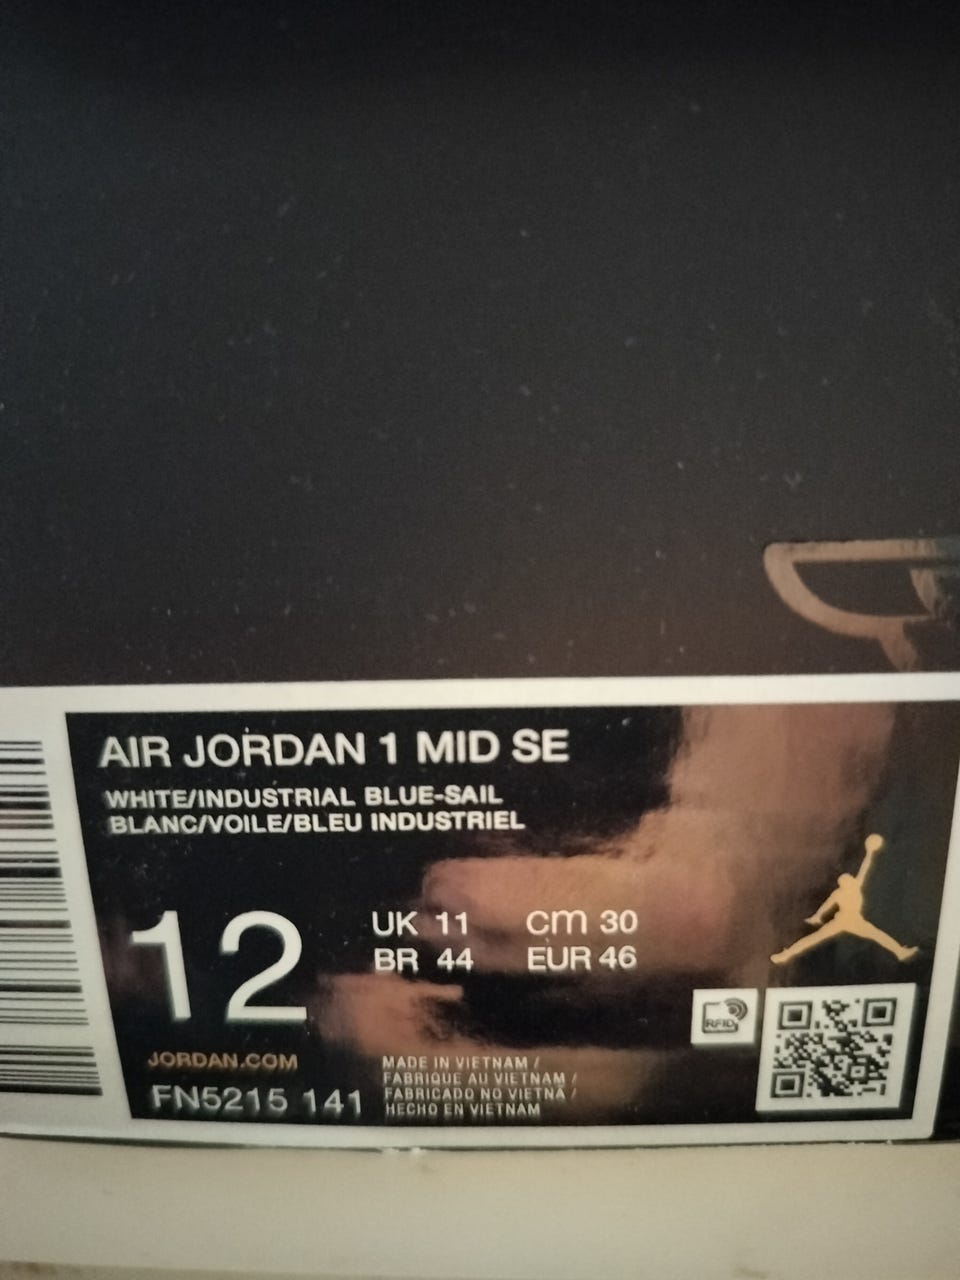 AIR JORDAN 1 MID SE
WHITE/INDUSTRIAL BLUE-SAIL
BLANC/VOILE/BLEU INDUSTRIEL
12
UK 11 cm 30
BR 44 EUR 46
RFID
JORDAN.COM
FN5215 141
MADE IN VIETNAM /
FABRIQUE AU VIETNAM /
FABRICADO NO VIETNA /
HECHO EN VIETNAM